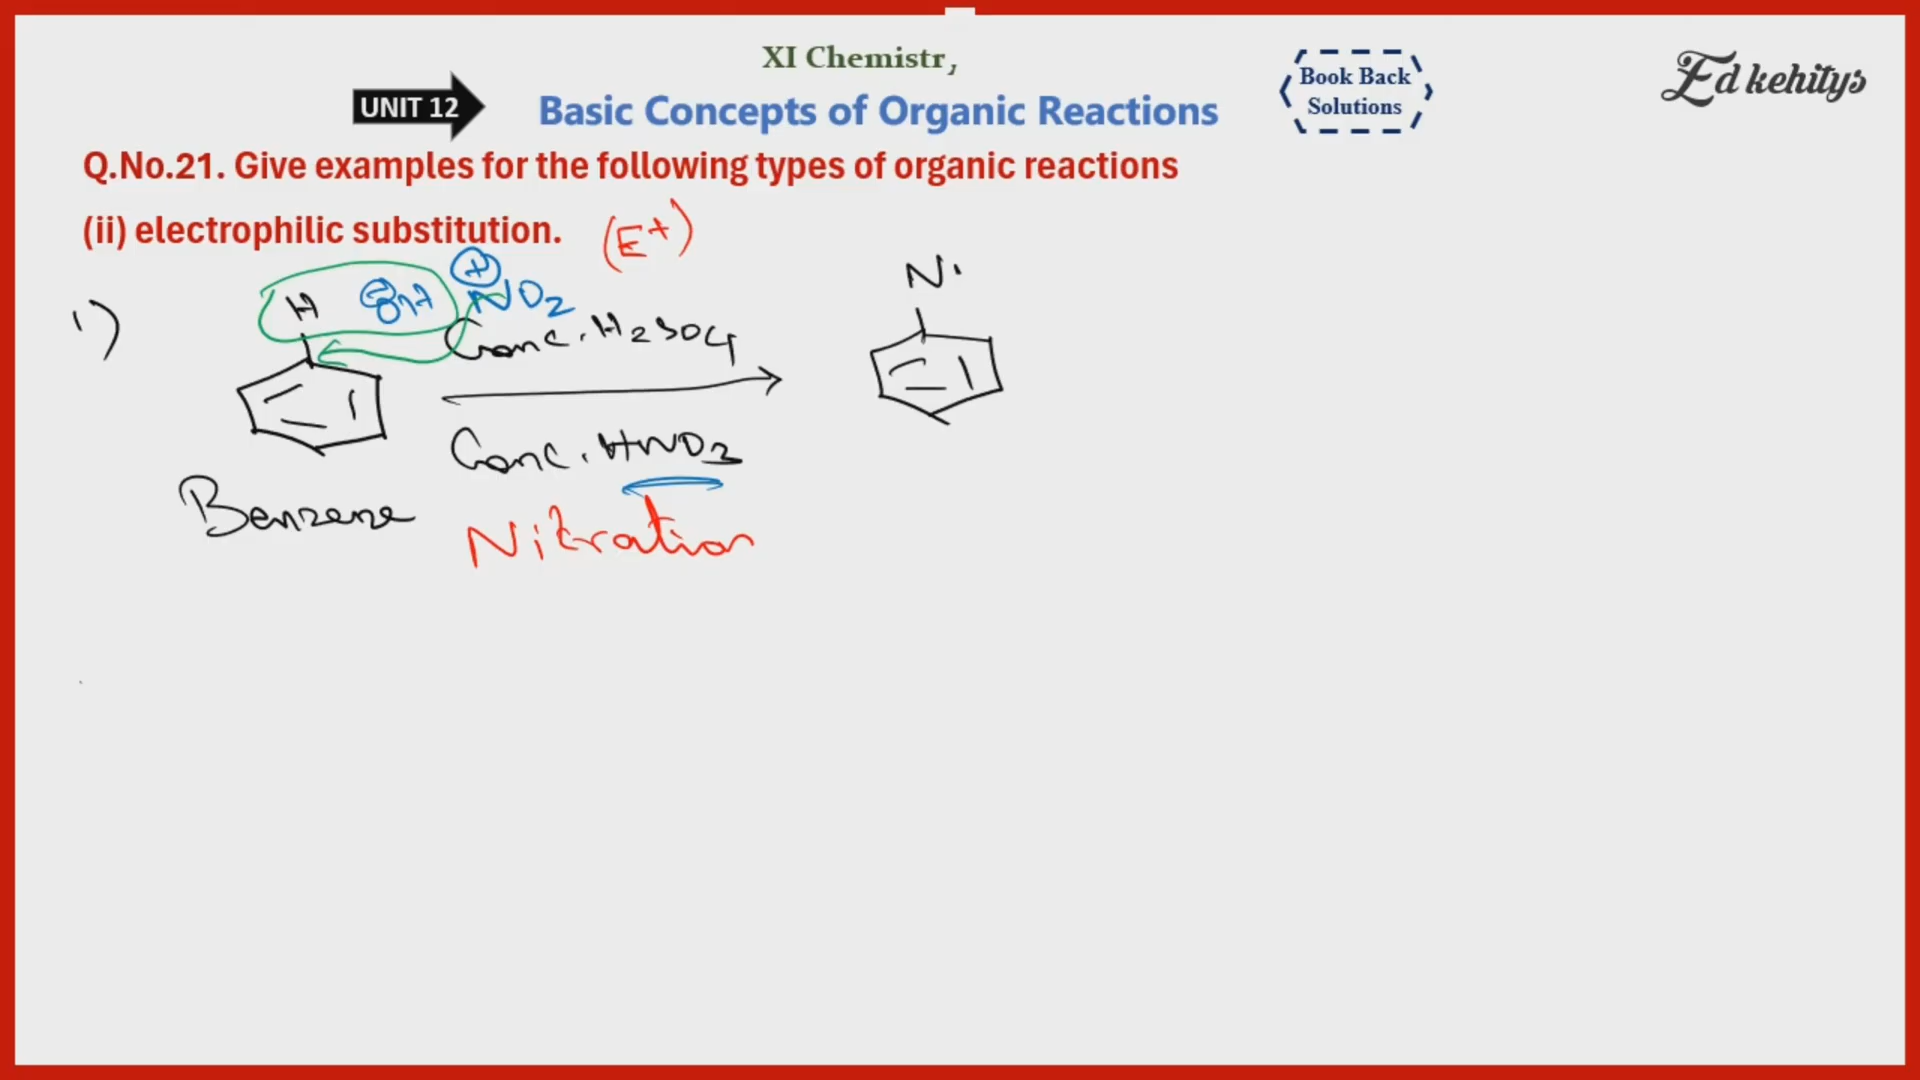 XI Chemistr,
Book Back
Solutions
Ed kehitys
UNIT 12
Basic Concepts of Organic Reactions
Q.No.21. Give examples for the following types of organic reactions
(ii) electrophilic substitution. (E+)
1)
H
+
NO2
N
Conc. H2SO4
Conc. HNO3
Benzene
Nitration